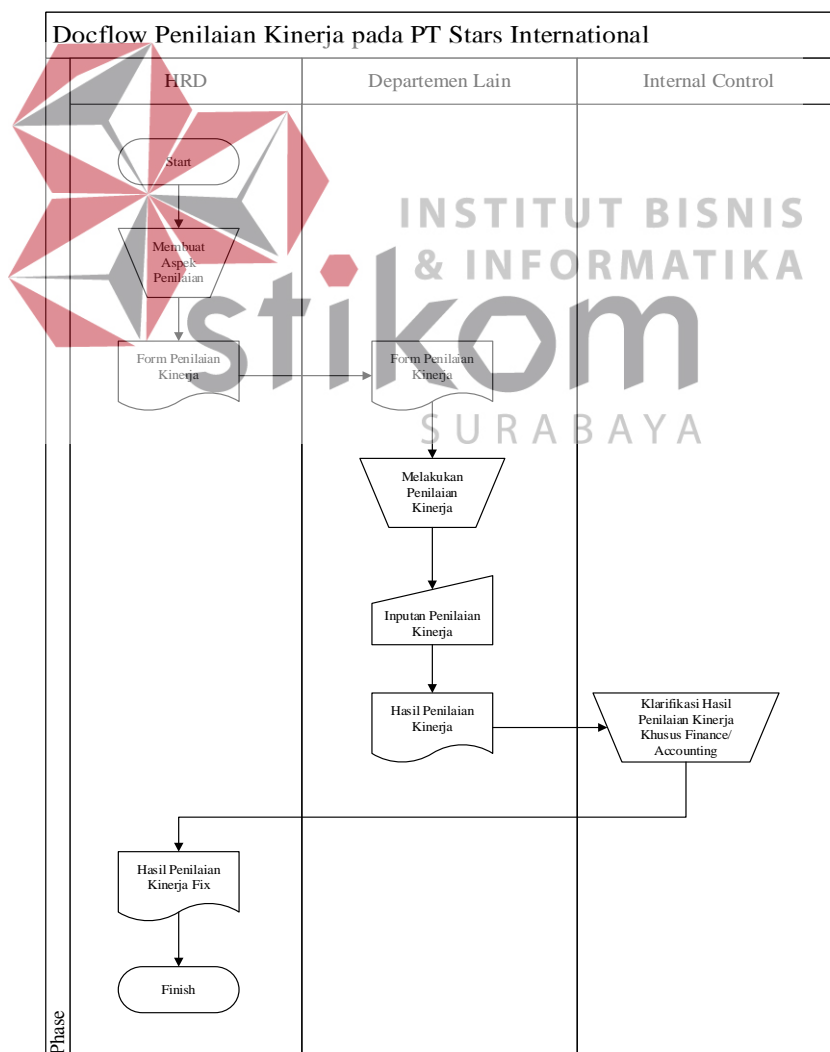 Docflow Penilaian Kinerja pada PT Stars International
HRD
Departemen Lain
Internal Control
Start
INSTITUT BISNIS
& INFORMATIKA
stikom
SURABAYA
Membuat
Aspek
Penilaian
Form Penilaian
Kinerja
Form Penilaian
Kinerja
Melakukan
Penilaian
Kinerja
Inputan Penilaian
Kinerja
Hasil Penilaian
Kinerja
Klarifikasi Hasil
Penilaian Kinerja
Khusus Finance/
Accounting
Hasil Penilaian
Kinerja Fix
Finish
Phase